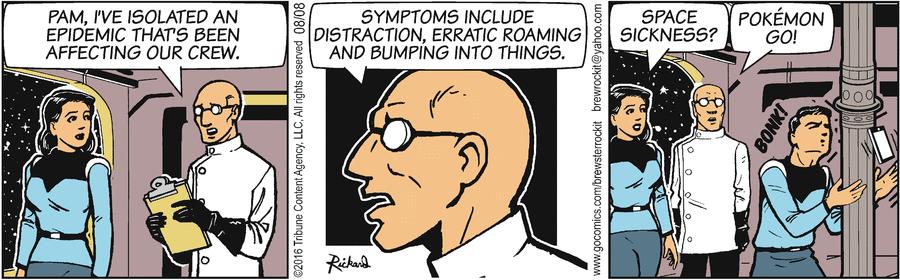 PAM, I'VE ISOLATED AN
EPIDEMIC THAT'S BEEN
AFFECTING OUR CREW.
©2016 Tribune Content Agency, LLC. All rights reserved 08/08
SYMPTOMS INCLUDE
DISTRACTION, ERRATIC ROAMING
AND BUMPING INTO THINGS.
Rickard
www.gocomics.com/brewsterrockit brewrockit@yahoo.com
SPACE
SICKNESS?
POKÉMON
GO!
BONK!